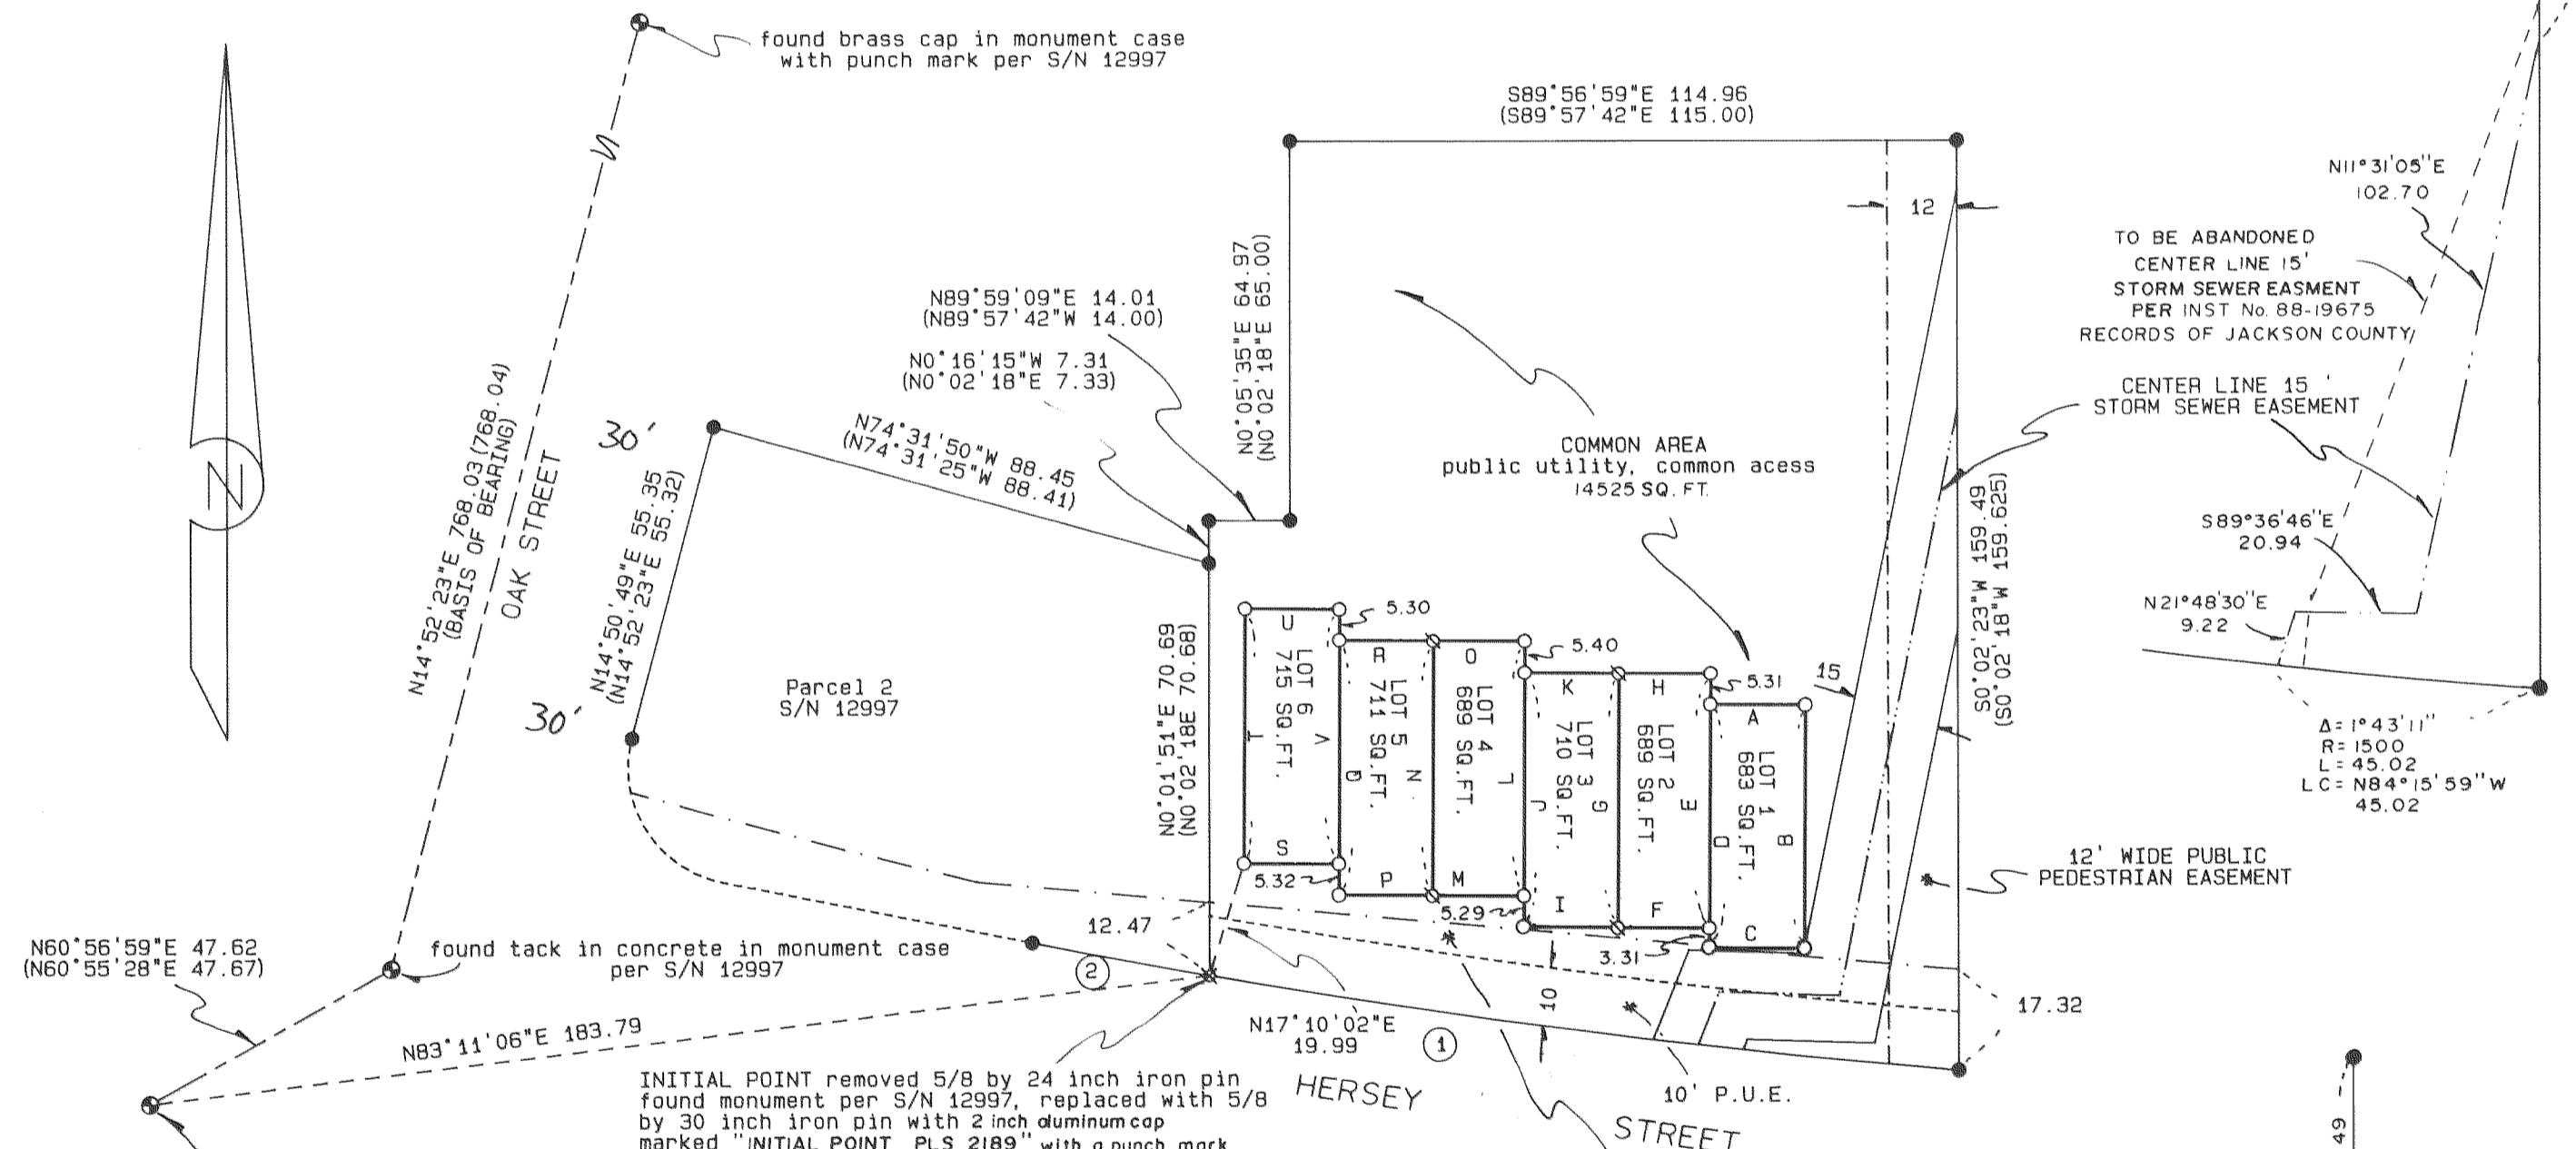 found brass cap in monument case
with punch mark per S/N 12997
S89°56'59"E 114.96
(S89°57'42"E 115.00)
N11°31'05"E
102.70
12
TO BE ABANDONED
CENTER LINE 15'
STORM SEWER EASMENT
PER INST No. 88-19675
RECORDS OF JACKSON COUNTY
N89°59'09"E 14.01
(N89°57'42"W 14.00)
N0°16'15"W 7.31
(N0°02'18"E 7.33)
N0°05'35"E 64.97
(N0°02'18"E 65.00)
CENTER LINE 15'
STORM SEWER EASEMENT
N74°31'50"W 88.45
(N74°31'25"W 88.41)
30'
COMMON AREA
public utility, common acess
14525 SQ. FT.
N14°52'23"E 768.03 (768.04)
(BASIS OF BEARING)
OAK STREET
N14°50'49"E 55.35
(N14°52'23"E 55.32)
30'
N
S0°02'23"W 159.49
(S0°02'18"W 159.625)
S89°36'46"E
20.94
N21°48'30"E
9.22
Parcel 2
S/N 12997
N0°01'51"E 70.69
(N0°02'18E 70.68)
5.30
5.40
5.31
15
U
LOT 6
715 SQ.FT.
T
V
S
R
LOT 5
711 SQ.FT.
Q
N
P
O
LOT 4
689 SQ.FT.
L
M
K
LOT 3
710 SQ.FT.
J
G
I
H
LOT 2
689 SQ.FT.
E
F
A
LOT 1
683 SQ.FT.
D
B
C
Δ=1°43'11"
R=1500
L=45.02
LC=N84°15'59"W
45.02
5.32
5.29
3.31
12.47
12' WIDE PUBLIC
PEDESTRIAN EASEMENT
N60°56'59"E 47.62
(N60°55'28"E 47.67)
found tack in concrete in monument case
per S/N 12997
2
10
17.32
N83°11'06"E 183.79
N17°10'02"E
19.99
1
10' P.U.E.
INITIAL POINT removed 5/8 by 24 inch iron pin
found monument per S/N 12997, replaced with 5/8
by 30 inch iron pin with 2 inch aluminum cap
marked "INITIAL POINT PLS 2189" with a punch mark
HERSEY
STREET
49